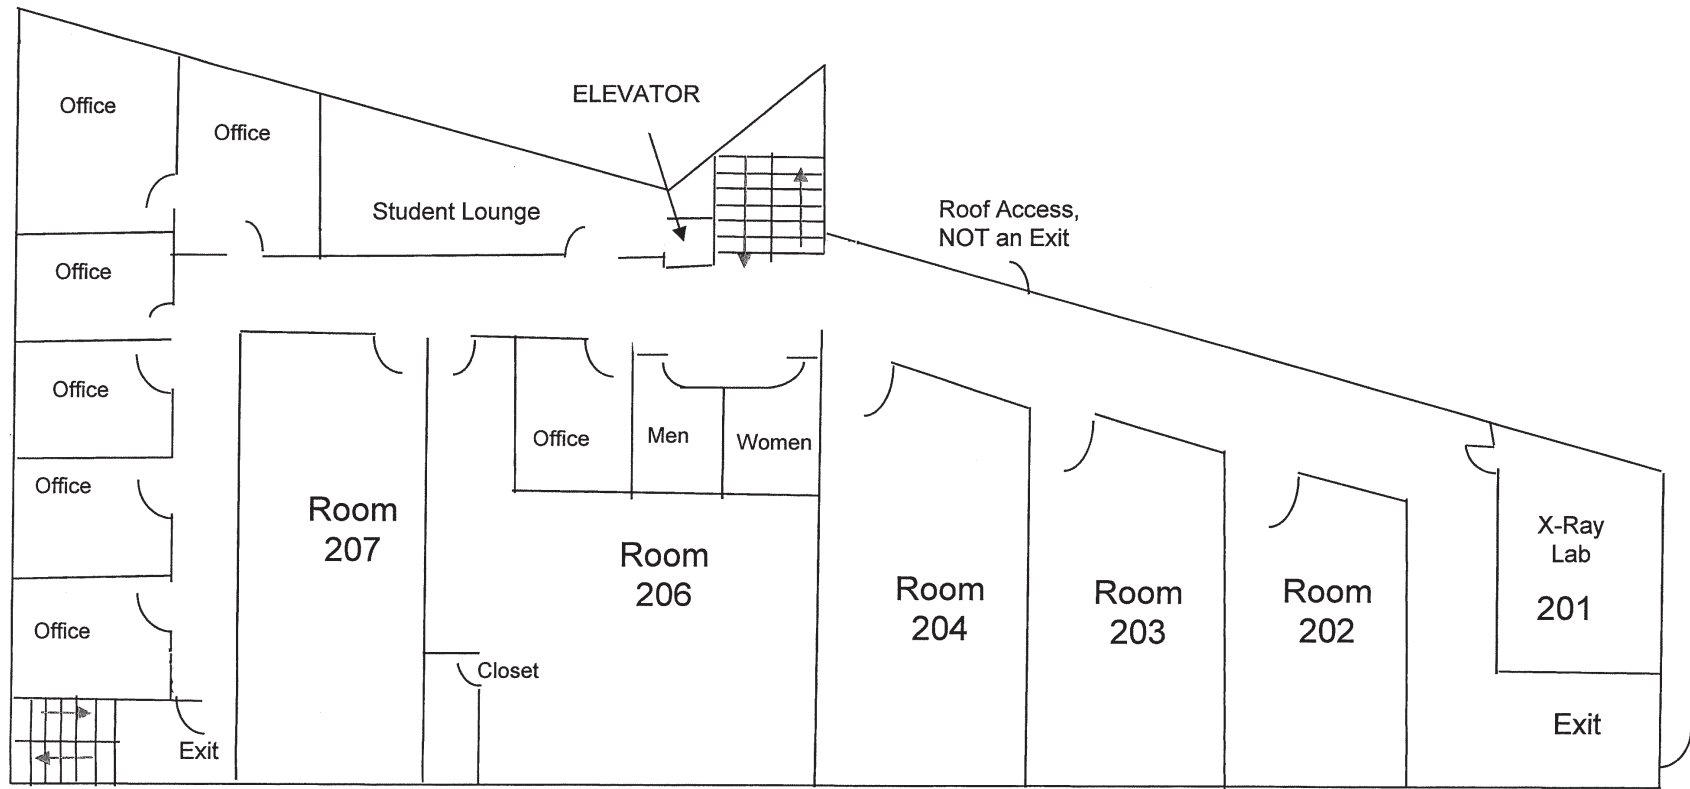 ELEVATOR
Office
Office
Student Lounge
Roof Access,
NOT an Exit
Office
Office
Office
Men
Women
Office
Room
207
Room
206
X-Ray
Lab
201
Room
204
Room
203
Room
202
Office
Closet
Exit
Exit